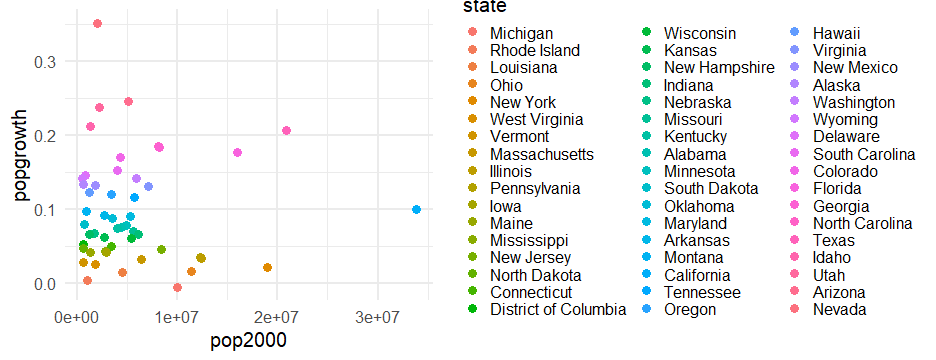 state
popgrowth
0.3
0.2
0.1
0.0
0e+00 1e+07 2e+07 3e+07
pop2000
Michigan
Rhode Island
Louisiana
Ohio
New York
West Virginia
Vermont
Massachusetts
Illinois
Pennsylvania
Iowa
Maine
Mississippi
New Jersey
North Dakota
Connecticut
District of Columbia
Wisconsin
Kansas
New Hampshire
Indiana
Nebraska
Missouri
Kentucky
Alabama
Minnesota
South Dakota
Oklahoma
Maryland
Arkansas
Montana
California
Tennessee
Oregon
Hawaii
Virginia
New Mexico
Alaska
Washington
Wyoming
Delaware
South Carolina
Colorado
Florida
Georgia
North Carolina
Texas
Idaho
Utah
Arizona
Nevada